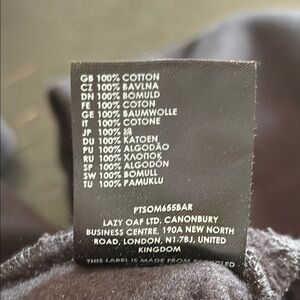 GB 100% COTTON
CZ 100% BAVLNA
DN 100% BOMULD
FE 100% COTON
GE 100% BAUMWOLLE
IT 100% COTONE
JP 100% 綿
DU 100% KATOEN
PU 100% ALGODÃO
RU 100% ХЛОПОК
SP 100% ALGODÓN
SW 100% BOMULL
TU 100% PAMUKLU
PTSOM655BAR
LAZY OAF LTD. CANONBURY
BUSINESS CENTRE, 190A NEW NORTH
ROAD, LONDON, N1 7BJ, UNITED
KINGDOM
THIS LABEL IS MADE FROM RECYCLED